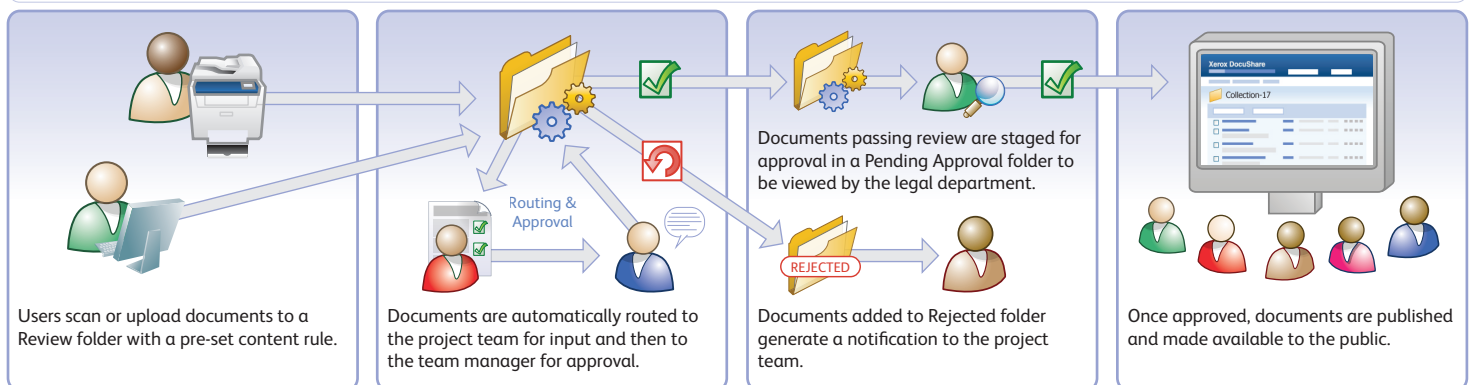 Users scan or upload documents to a
Review folder with a pre-set content rule.
Routing &
Approval
Documents are automatically routed to
the project team for input and then to
the team manager for approval.
Documents passing review are staged for
approval in a Pending Approval folder to
be viewed by the legal department.
REJECTED
Documents added to Rejected folder
generate a notification to the project
team.
Xerox DocuShare
Collection-17
Once approved, documents are published
and made available to the public.